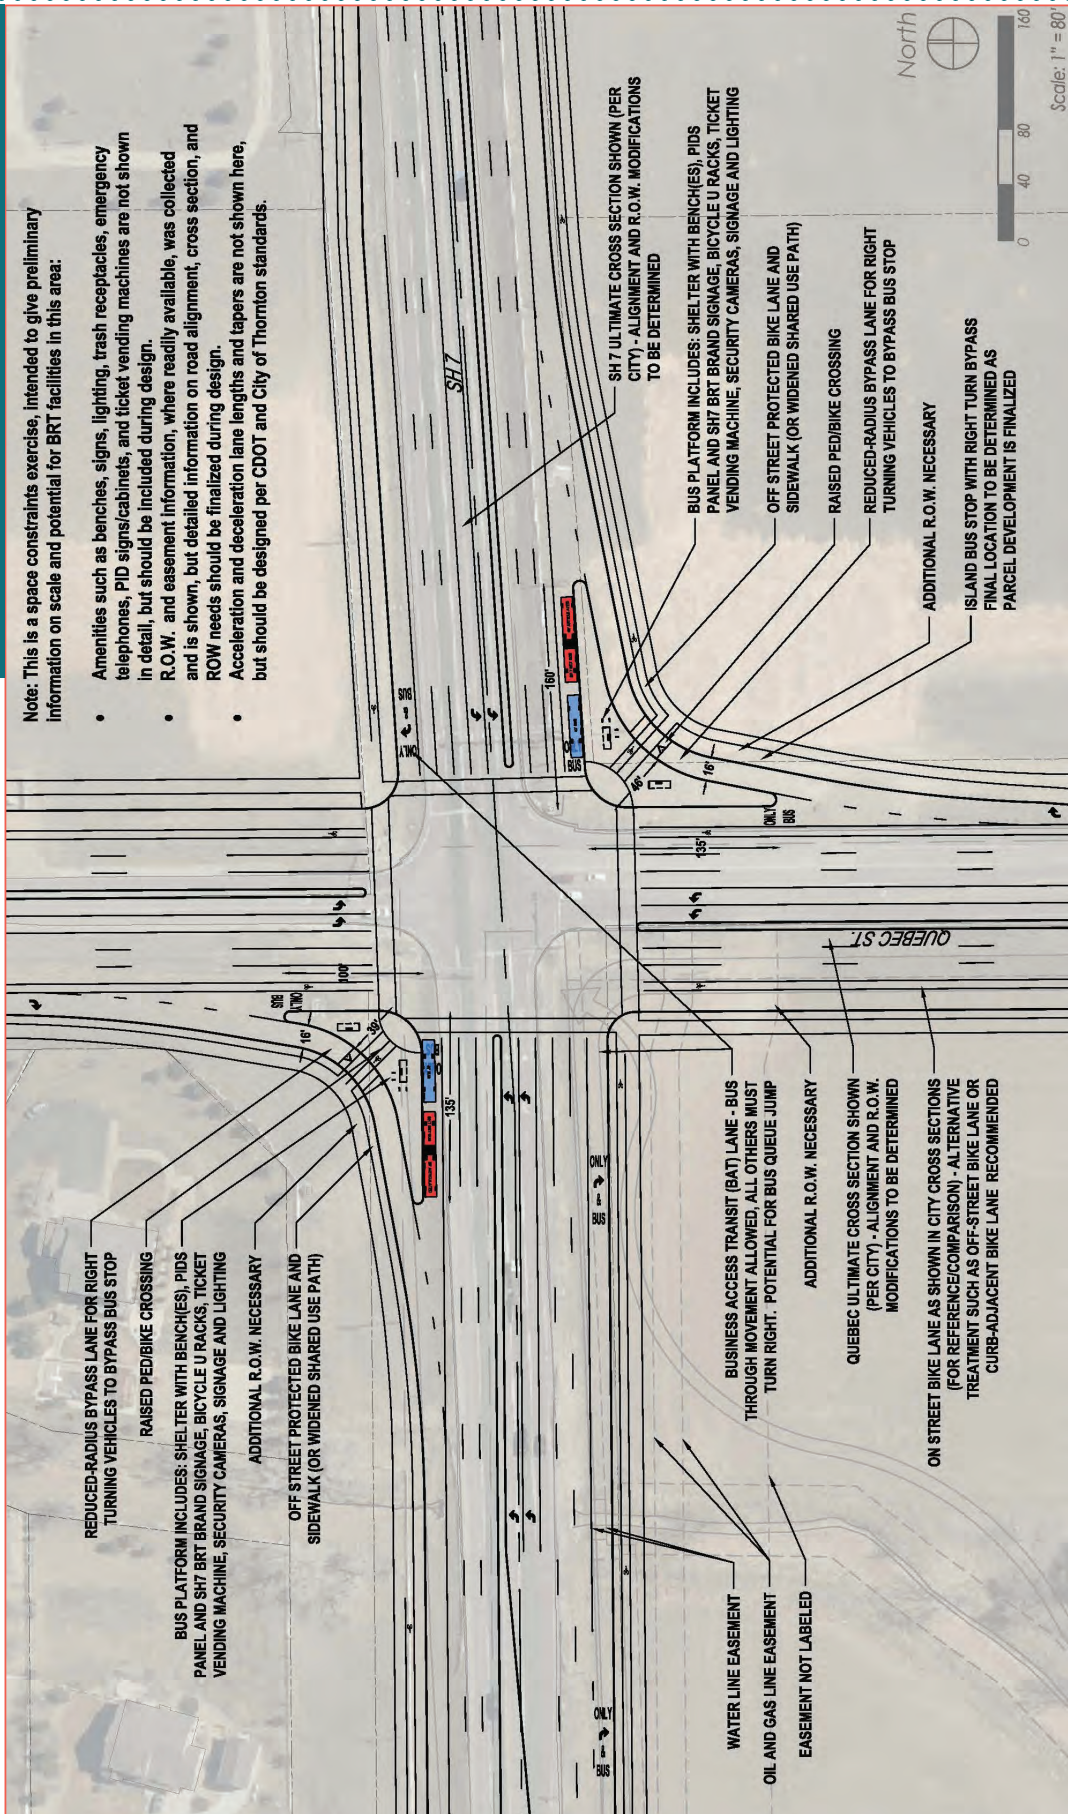 Note: This is a space constraints exercise, intended to give preliminary
information on scale and potential for BRT facilities in this area:
• Amenities such as benches, signs, lighting, trash receptacles, emergency
telephones, PID signs/cabinets, and ticket vending machines are not shown
in detail, but should be included during design.
• R.O.W. and easement information, where readily available, was collected
and is shown, but detailed information on road alignment, cross section, and
ROW needs should be finalized during design.
• Acceleration and deceleration lane lengths and tapers are not shown here,
but should be designed per CDOT and City of Thornton standards.
REDUCED-RADIUS BYPASS LANE FOR RIGHT
TURNING VEHICLES TO BYPASS BUS STOP
RAISED PED/BIKE CROSSING
BUS PLATFORM INCLUDES: SHELTER WITH BENCH(ES), PIDS
PANEL AND SH7 BRT BRAND SIGNAGE, BICYCLE U RACKS, TICKET
VENDING MACHINE, SECURITY CAMERAS, SIGNAGE AND LIGHTING
ADDITIONAL R.O.W. NECESSARY
OFF STREET PROTECTED BIKE LANE AND
SIDEWALK (OR WIDENED SHARED USE PATH)
BUS
ONLY
16'
39'
100'
135'
BUS
ONLY
SH 7
160'
BUS
46'
16'
135'
ONLY
BUS
BUS
ONLY
BUS
ONLY
QUEBEC ST.
SH 7 ULTIMATE CROSS SECTION SHOWN (PER
CITY) - ALIGNMENT AND R.O.W. MODIFICATIONS
TO BE DETERMINED
BUS PLATFORM INCLUDES: SHELTER WITH BENCH(ES), PIDS
PANEL AND SH7 BRT BRAND SIGNAGE, BICYCLE U RACKS, TICKET
VENDING MACHINE, SECURITY CAMERAS, SIGNAGE AND LIGHTING
OFF STREET PROTECTED BIKE LANE AND
SIDEWALK (OR WIDENED SHARED USE PATH)
RAISED PED/BIKE CROSSING
REDUCED-RADIUS BYPASS LANE FOR RIGHT
TURNING VEHICLES TO BYPASS BUS STOP
ADDITIONAL R.O.W. NECESSARY
ISLAND BUS STOP WITH RIGHT TURN BYPASS
FINAL LOCATION TO BE DETERMINED AS
PARCEL DEVELOPMENT IS FINALIZED
WATER LINE EASEMENT
OIL AND GAS LINE EASEMENT
EASEMENT NOT LABELED
BUSINESS ACCESS TRANSIT (BAT) LANE - BUS
THROUGH MOVEMENT ALLOWED, ALL OTHERS MUST
TURN RIGHT. POTENTIAL FOR BUS QUEUE JUMP
ADDITIONAL R.O.W. NECESSARY
QUEBEC ULTIMATE CROSS SECTION SHOWN
(PER CITY) - ALIGNMENT AND R.O.W.
MODIFICATIONS TO BE DETERMINED
ON STREET BIKE LANE AS SHOWN IN CITY CROSS SECTIONS
(FOR REFERENCE/COMPARISON) - ALTERNATIVE
TREATMENT SUCH AS OFF-STREET BIKE LANE OR
CURB-ADJACENT BIKE LANE RECOMMENDED
North
0 40 80 160
Scale: 1" = 80'